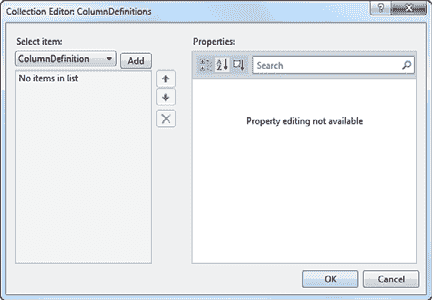 Collection Editor: ColumnDefinitions
Select item:
ColumnDefinition
Add
No items in list
Properties:
Search
Property editing not available
OK
Cancel